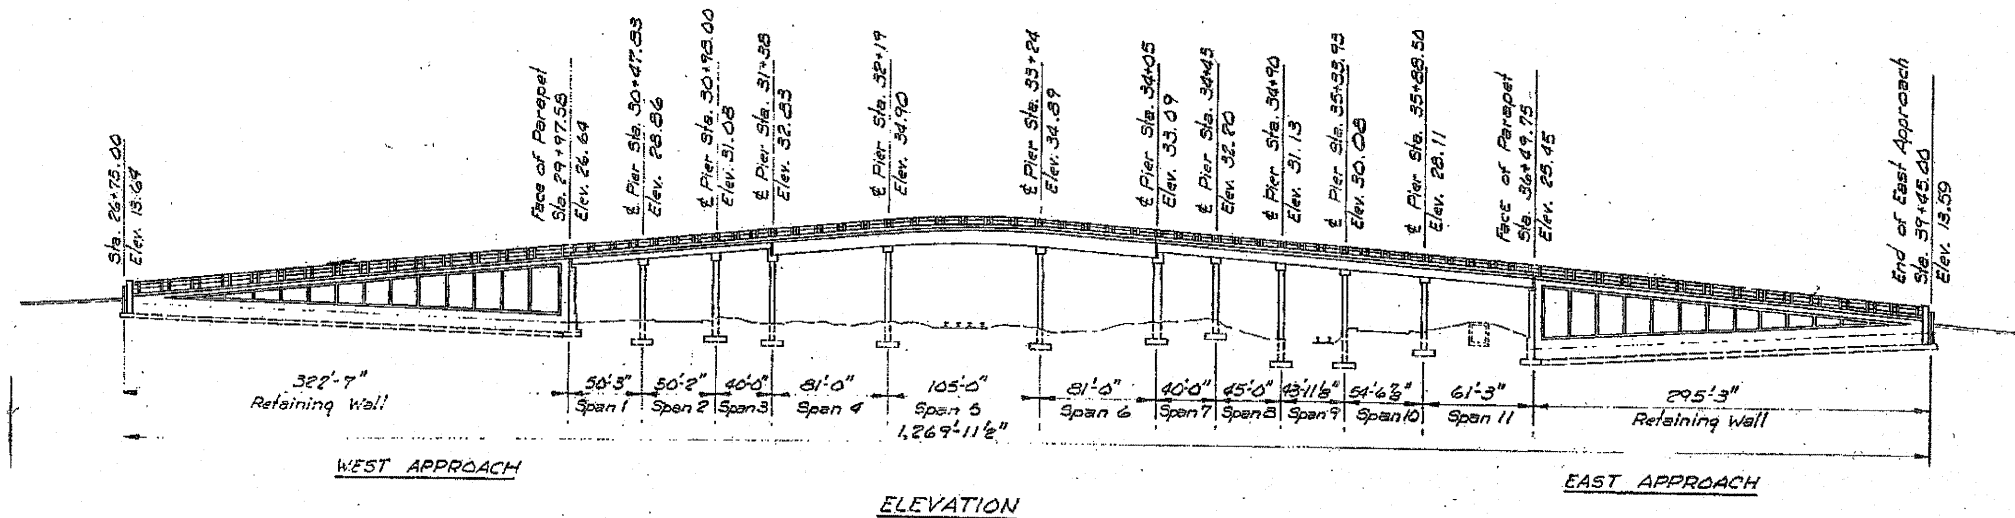 Sta. 26+75.00
Elev. 13.64
Face of Parapet
Sta. 29+97.58
Elev. 26.64
℄ Pier Sta. 30+47.83
Elev. 28.86
℄ Pier Sta. 30+98.00
Elev. 31.08
℄ Pier Sta. 31+38
Elev. 32.83
℄ Pier Sta. 32+19
Elev. 34.90
℄ Pier Sta. 33+24
Elev. 34.89
℄ Pier Sta. 34+05
Elev. 33.09
℄ Pier Sta. 34+45
Elev. 32.20
℄ Pier Sta. 34+90
Elev. 31.13
℄ Pier Sta. 35+33.93
Elev. 30.08
℄ Pier Sta. 35+88.50
Elev. 28.11
Face of Parapet
Sta. 36+49.75
Elev. 25.45
End of East Approach
Sta. 39+45.00
Elev. 13.59
322'-7"
Retaining Wall
50'-3"
Span 1
50'-2"
Span 2
40'-0"
Span 3
81'-0"
Span 4
105'-0"
Span 5
81'-0"
Span 6
40'-0"
Span 7
45'-0"
Span 8
Span 9
Span 10
61'-3"
Span 11
295'-3"
Retaining Wall
1,269'-11½"
WEST APPROACH
EAST APPROACH
ELEVATION